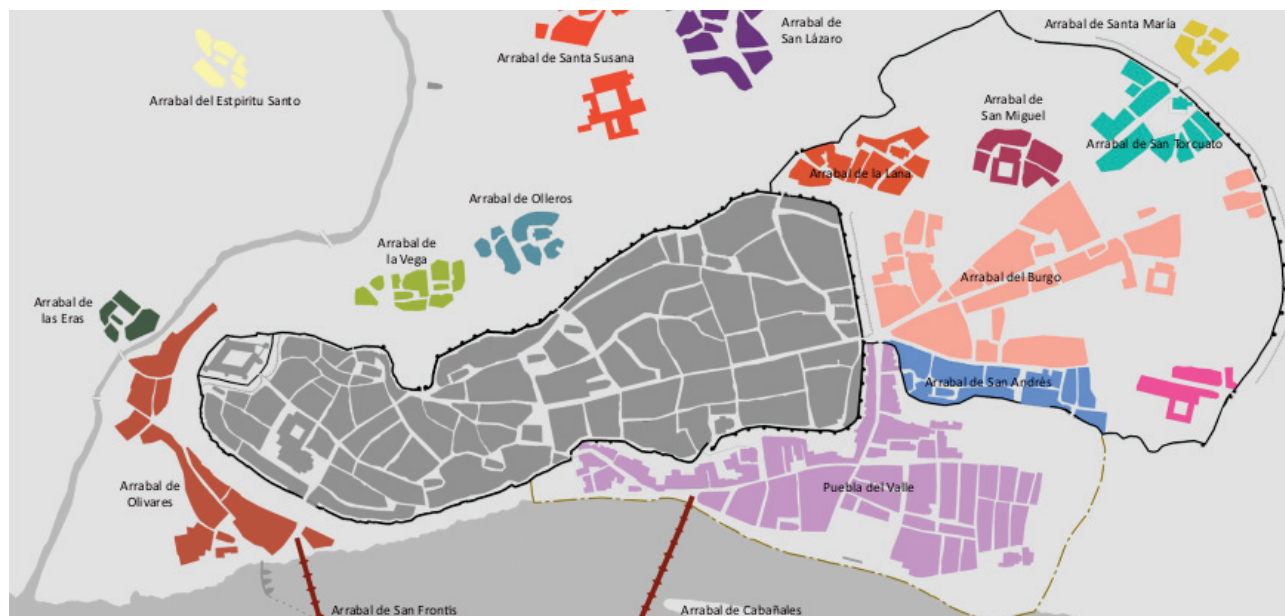 Arrabal de
San Lázaro
Arrabal de Santa María
Arrabal de Santa Susana
Arrabal del Estpiritu Santo
Arrabal de
San Miguel
Arrabal de San Torcuato
Arrabal de la Lana
Arrabal de Olleros
Arrabal de
la Vega
Arrabal del Burgo
Arrabal de
las Eras
Arrabal de San Andrés
Arrabal de
Olivares
Puebla del Valle
Arrabal de San Frontis
Arrabal de Cabañales